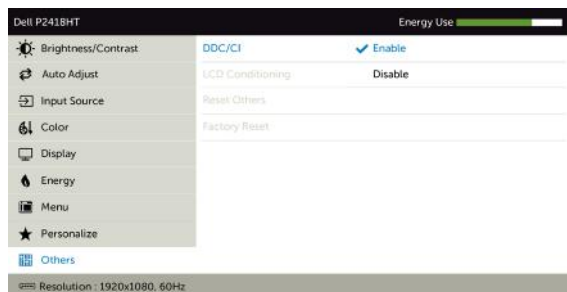 Dell P2418HT Energy Use
Brightness/Contrast DDC/CI Enable
Auto Adjust LCD Conditioning Disable
Input Source Reset Others
Color Factory Reset
Display
Energy
Menu
Personalize
Others
Resolution : 1920x1080, 60Hz